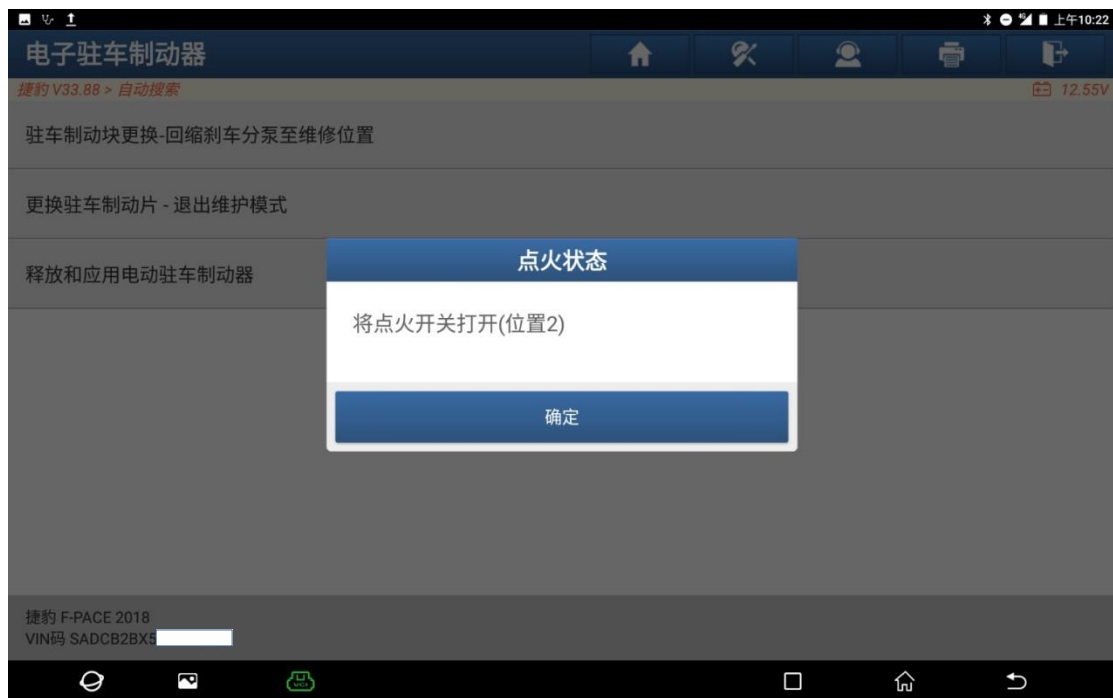 上午10:22
电子驻车制动器
捷豹 V33.88 > 自动搜索
12.55V
驻车制动块更换-回缩刹车分泵至维修位置
更换驻车制动片 - 退出维护模式
释放和应用电动驻车制动器
点火状态
将点火开关打开(位置2)
确定
捷豹 F-PACE 2018
VIN码 SADCB2BX5
VCI